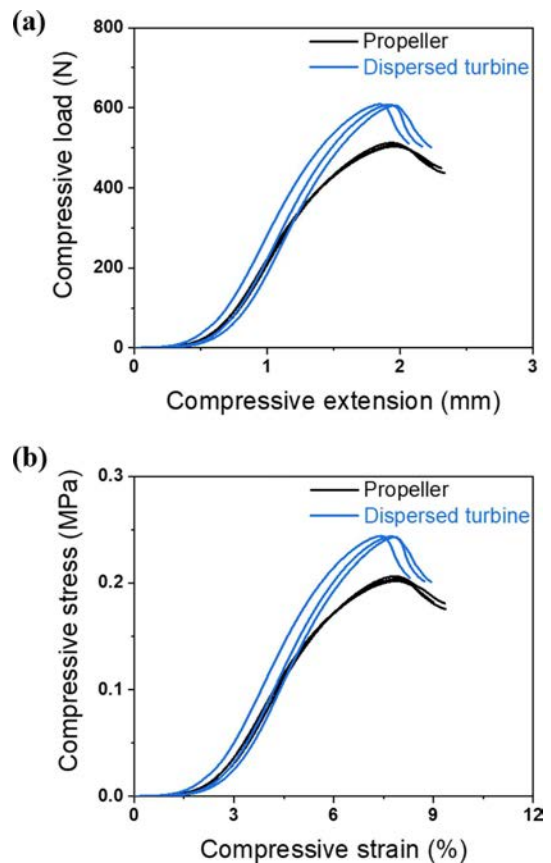 (a)
800
600
400
200
0
Compressive load (N)
Propeller
Dispersed turbine
0 1 2 3
Compressive extension (mm)
(b)
0.3
0.2
0.1
0.0
Compressive stress (MPa)
Propeller
Dispersed turbine
0 3 6 9 12
Compressive strain (%)